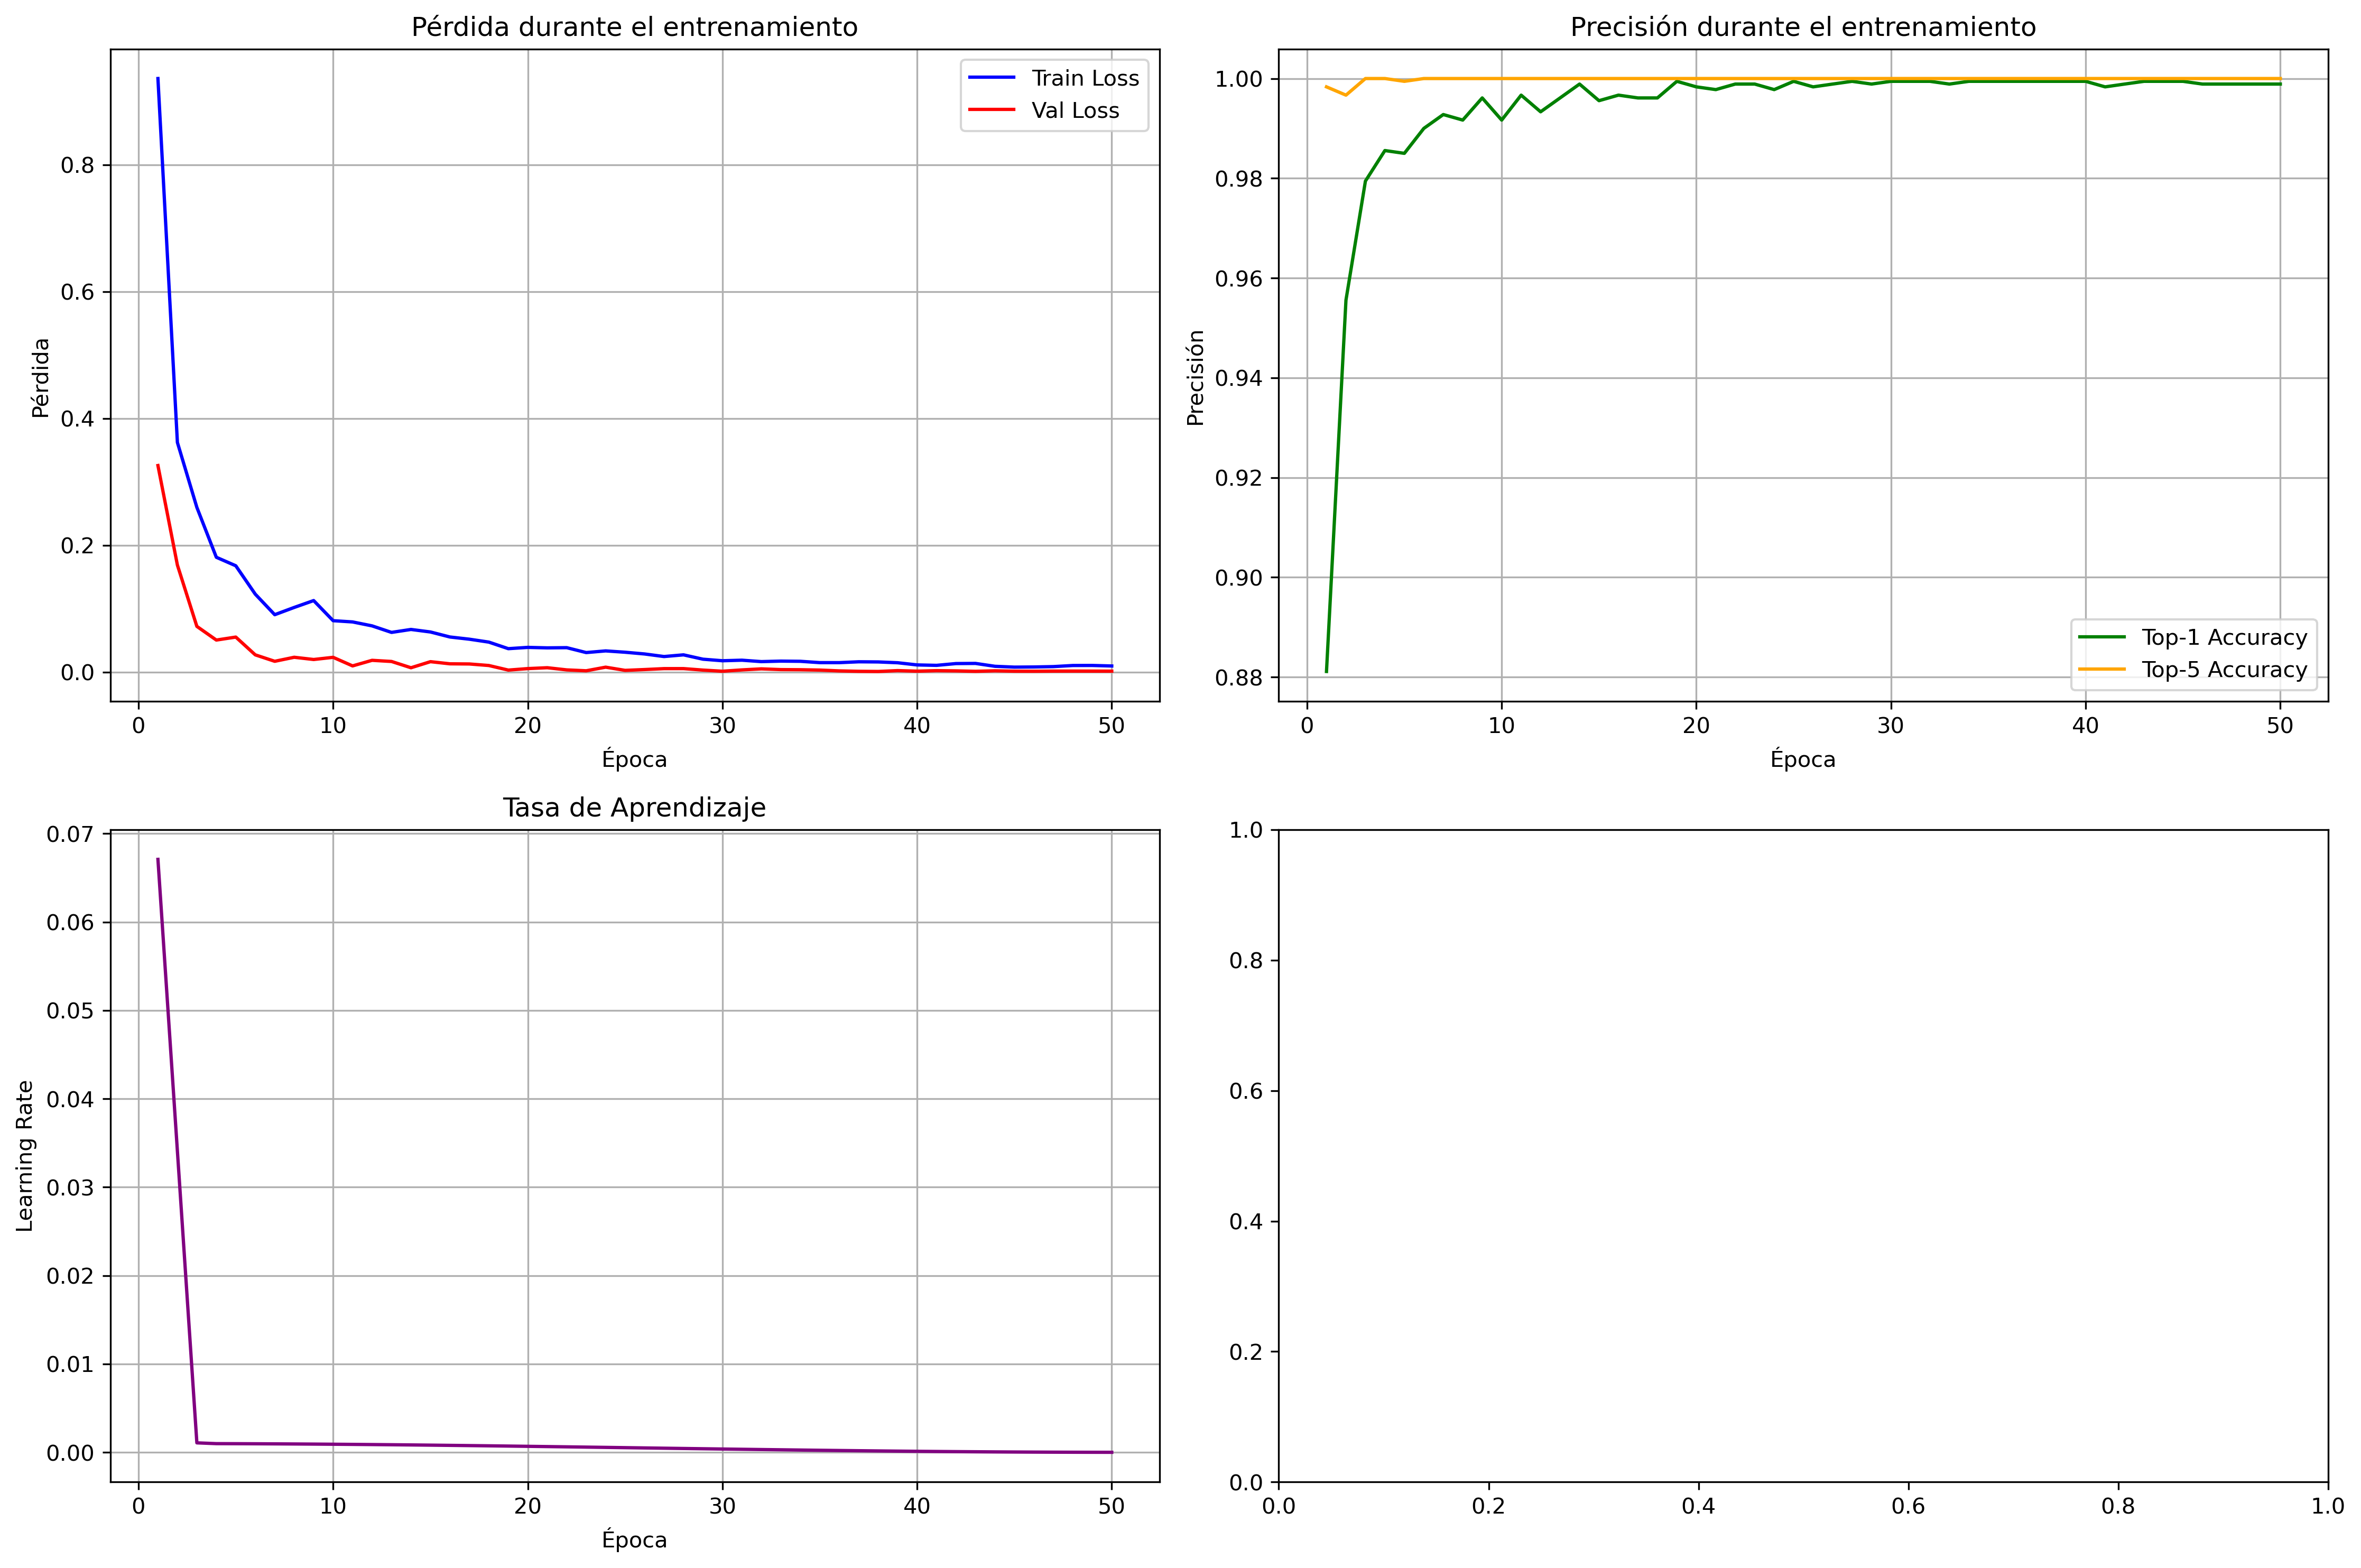 Pérdida durante el entrenamiento
Train Loss
Val Loss
Pérdida
0.8
0.6
0.4
0.2
0.0
0 10 20 30 40 50
Época
Precisión durante el entrenamiento
Precisión
1.00
0.98
0.96
0.94
0.92
0.90
0.88
Top-1 Accuracy
Top-5 Accuracy
0 10 20 30 40 50
Época
Tasa de Aprendizaje
Learning Rate
0.07
0.06
0.05
0.04
0.03
0.02
0.01
0.00
0 10 20 30 40 50
Época
1.0
0.8
0.6
0.4
0.2
0.0
0.0 0.2 0.4 0.6 0.8 1.0